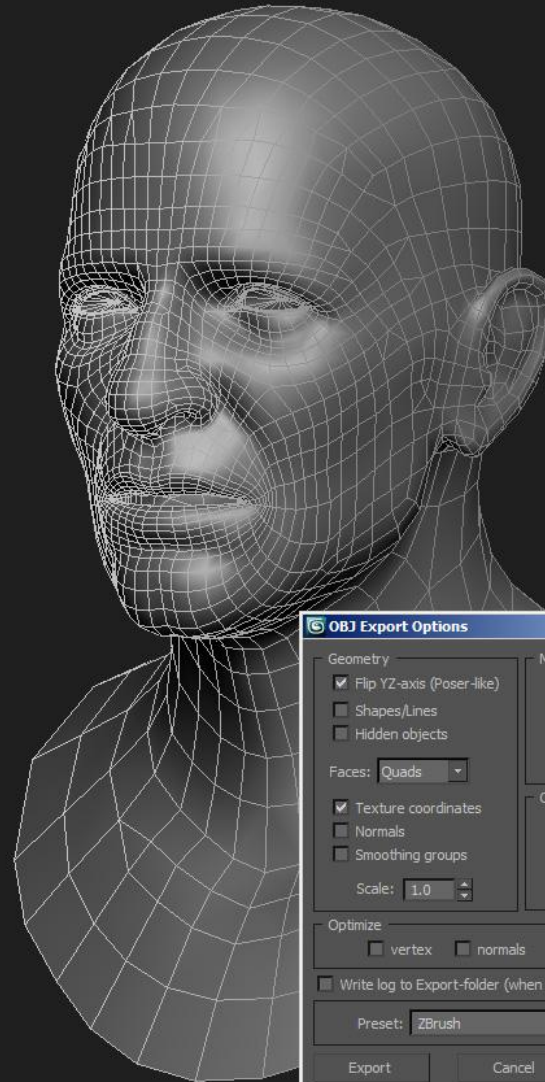 OBJ Export Options
Geometry
Flip YZ-axis (Poser-like)
Shapes/Lines
Hidden objects
Faces: Quads
Texture coordinates
Normals
Smoothing groups
Scale: 1.0
Optimize
vertex normals
Write log to Export-folder (when
Preset: ZBrush
Export Cancel